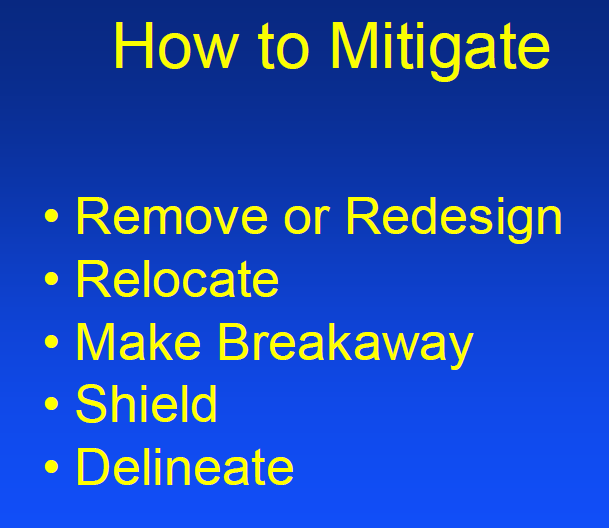 How to Mitigate
• Remove or Redesign
• Relocate
• Make Breakaway
• Shield
• Delineate